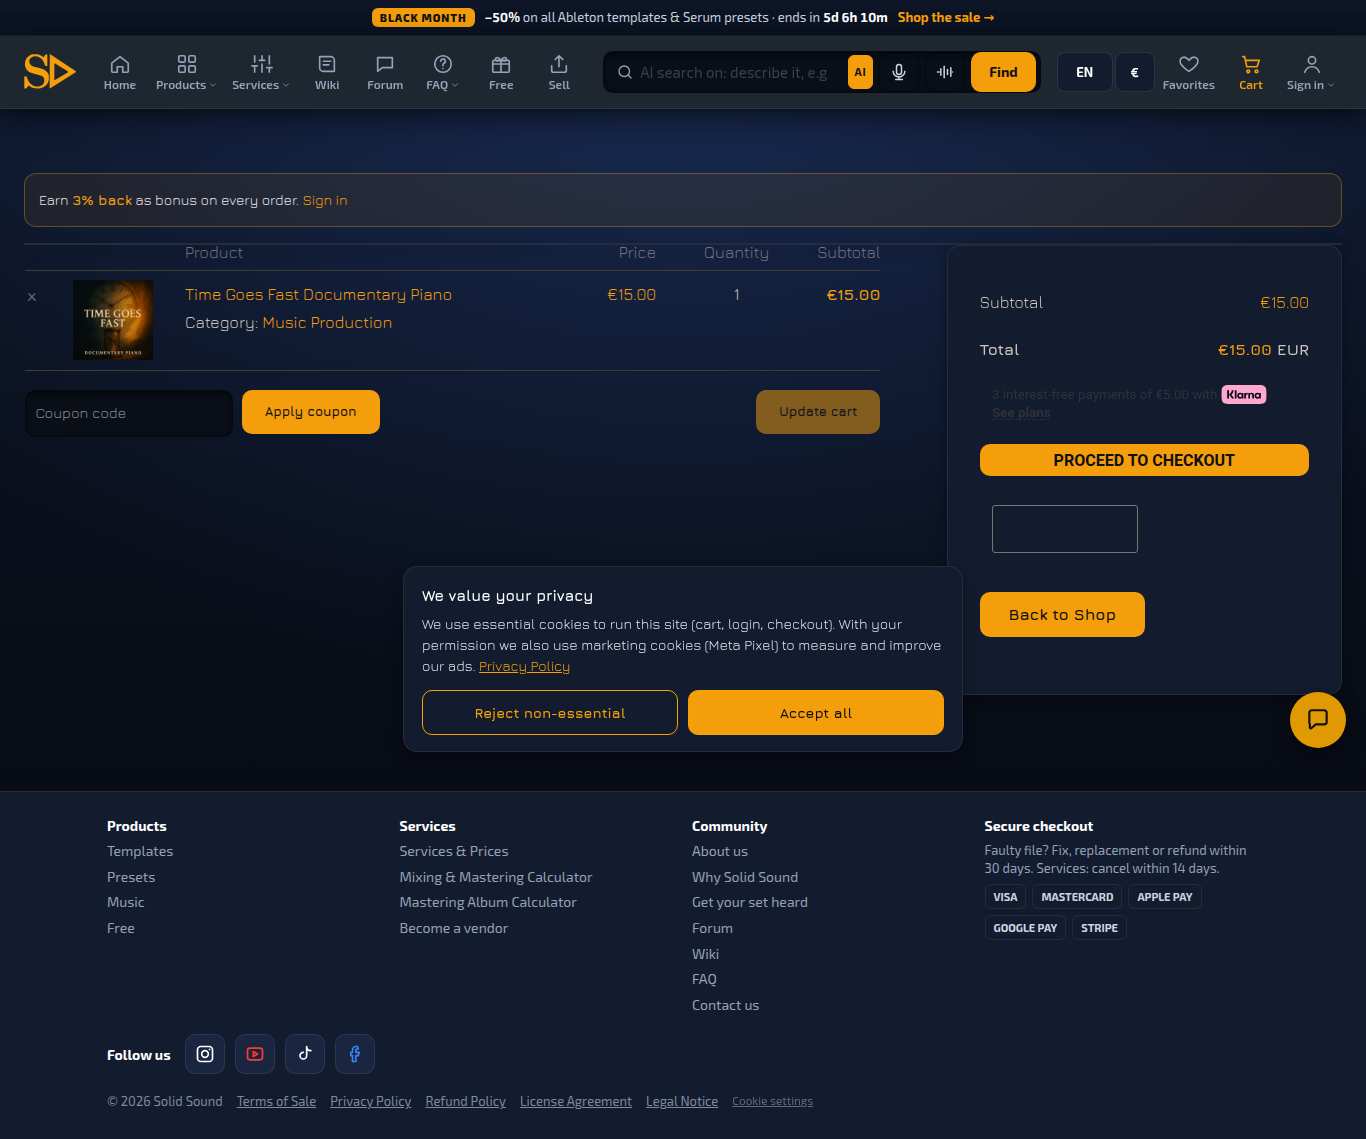 BLACK MONTH −50% on all Ableton templates & Serum presets · ends in 5d 6h 10m Shop the sale →
SD
Home
Products
Services
Wiki
Forum
FAQ
Free
Sell
AI search on: describe it, e.g
AI
Find
EN
€
Favorites
Cart
Sign in
Earn 3% back as bonus on every order. Sign in
Product Price Quantity Subtotal
× Time Goes Fast Documentary Piano €15.00 1 €15.00
TIME GOES
FAST
DOCUMENTARY PIANO
Category: Music Production
Coupon code
Apply coupon
Update cart
Subtotal €15.00
Total €15.00 EUR
3 interest-free payments of €5.00 with Klarna
See plans
PROCEED TO CHECKOUT
Back to Shop
We value your privacy
We use essential cookies to run this site (cart, login, checkout). With your
permission we also use marketing cookies (Meta Pixel) to measure and improve
our ads. Privacy Policy
Reject non-essential
Accept all
Products
Templates
Presets
Music
Free
Services
Services & Prices
Mixing & Mastering Calculator
Mastering Album Calculator
Become a vendor
Community
About us
Why Solid Sound
Get your set heard
Forum
Wiki
FAQ
Contact us
Secure checkout
Faulty file? Fix, replacement or refund within
30 days. Services: cancel within 14 days.
VISA MASTERCARD APPLE PAY
GOOGLE PAY STRIPE
Follow us
© 2026 Solid Sound Terms of Sale Privacy Policy Refund Policy License Agreement Legal Notice Cookie settings